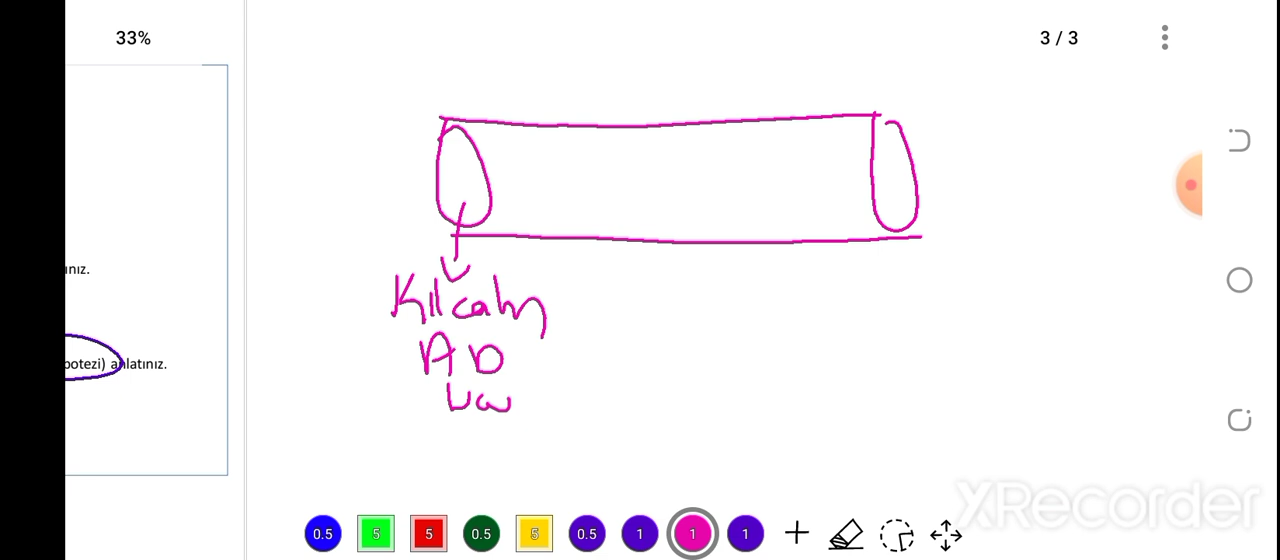 33%
3 / 3
ınız.
potezi) anlatınız.
Kılcalın
AD
0.5 5 5 0.5 5 0.5 1 1 1
XRecorder